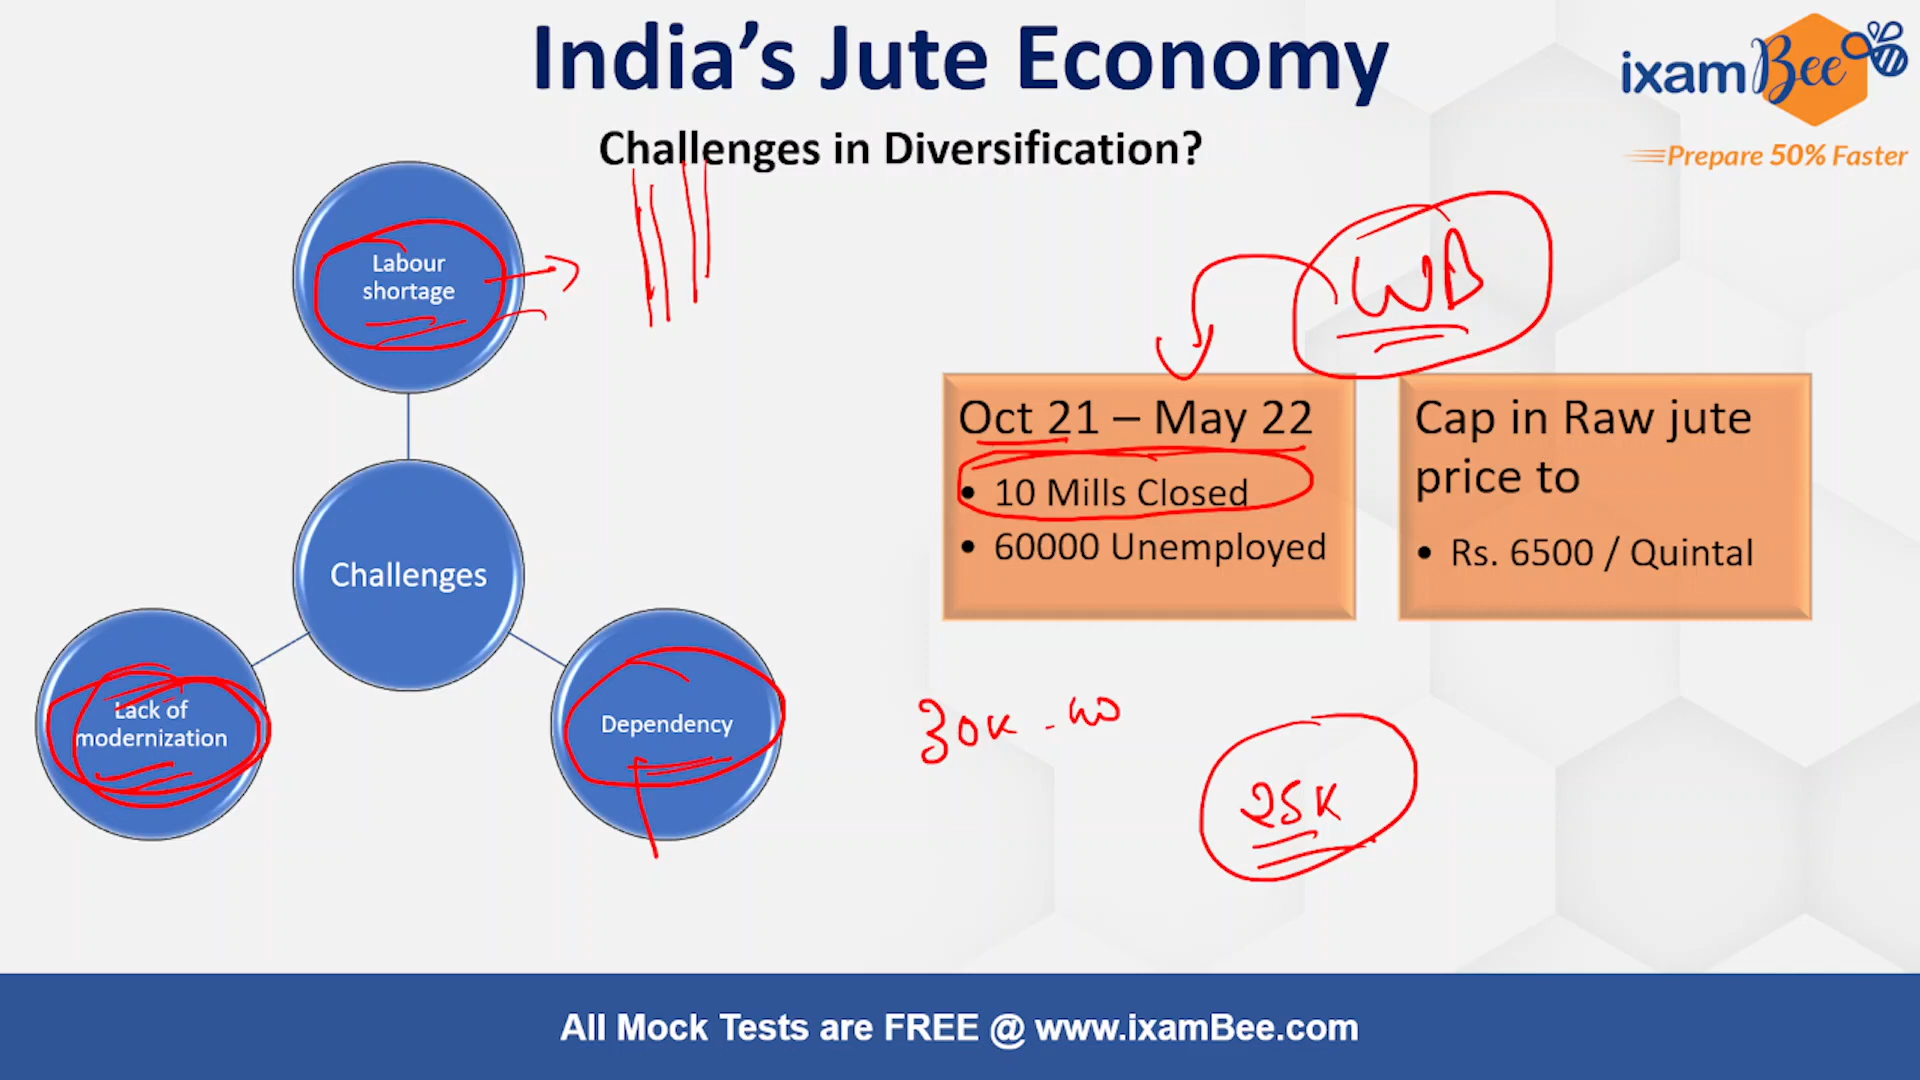 India's Jute Economy
ixamBee
Prepare 50% Faster
Challenges in Diversification?
Labour
shortage
WB
Oct 21 – May 22
• 10 Mills Closed
• 60000 Unemployed
Cap in Raw jute
price to
• Rs. 6500 / Quintal
Challenges
Lack of
modernization
Dependency
30K - 40
25K
All Mock Tests are FREE @ www.ixamBee.com